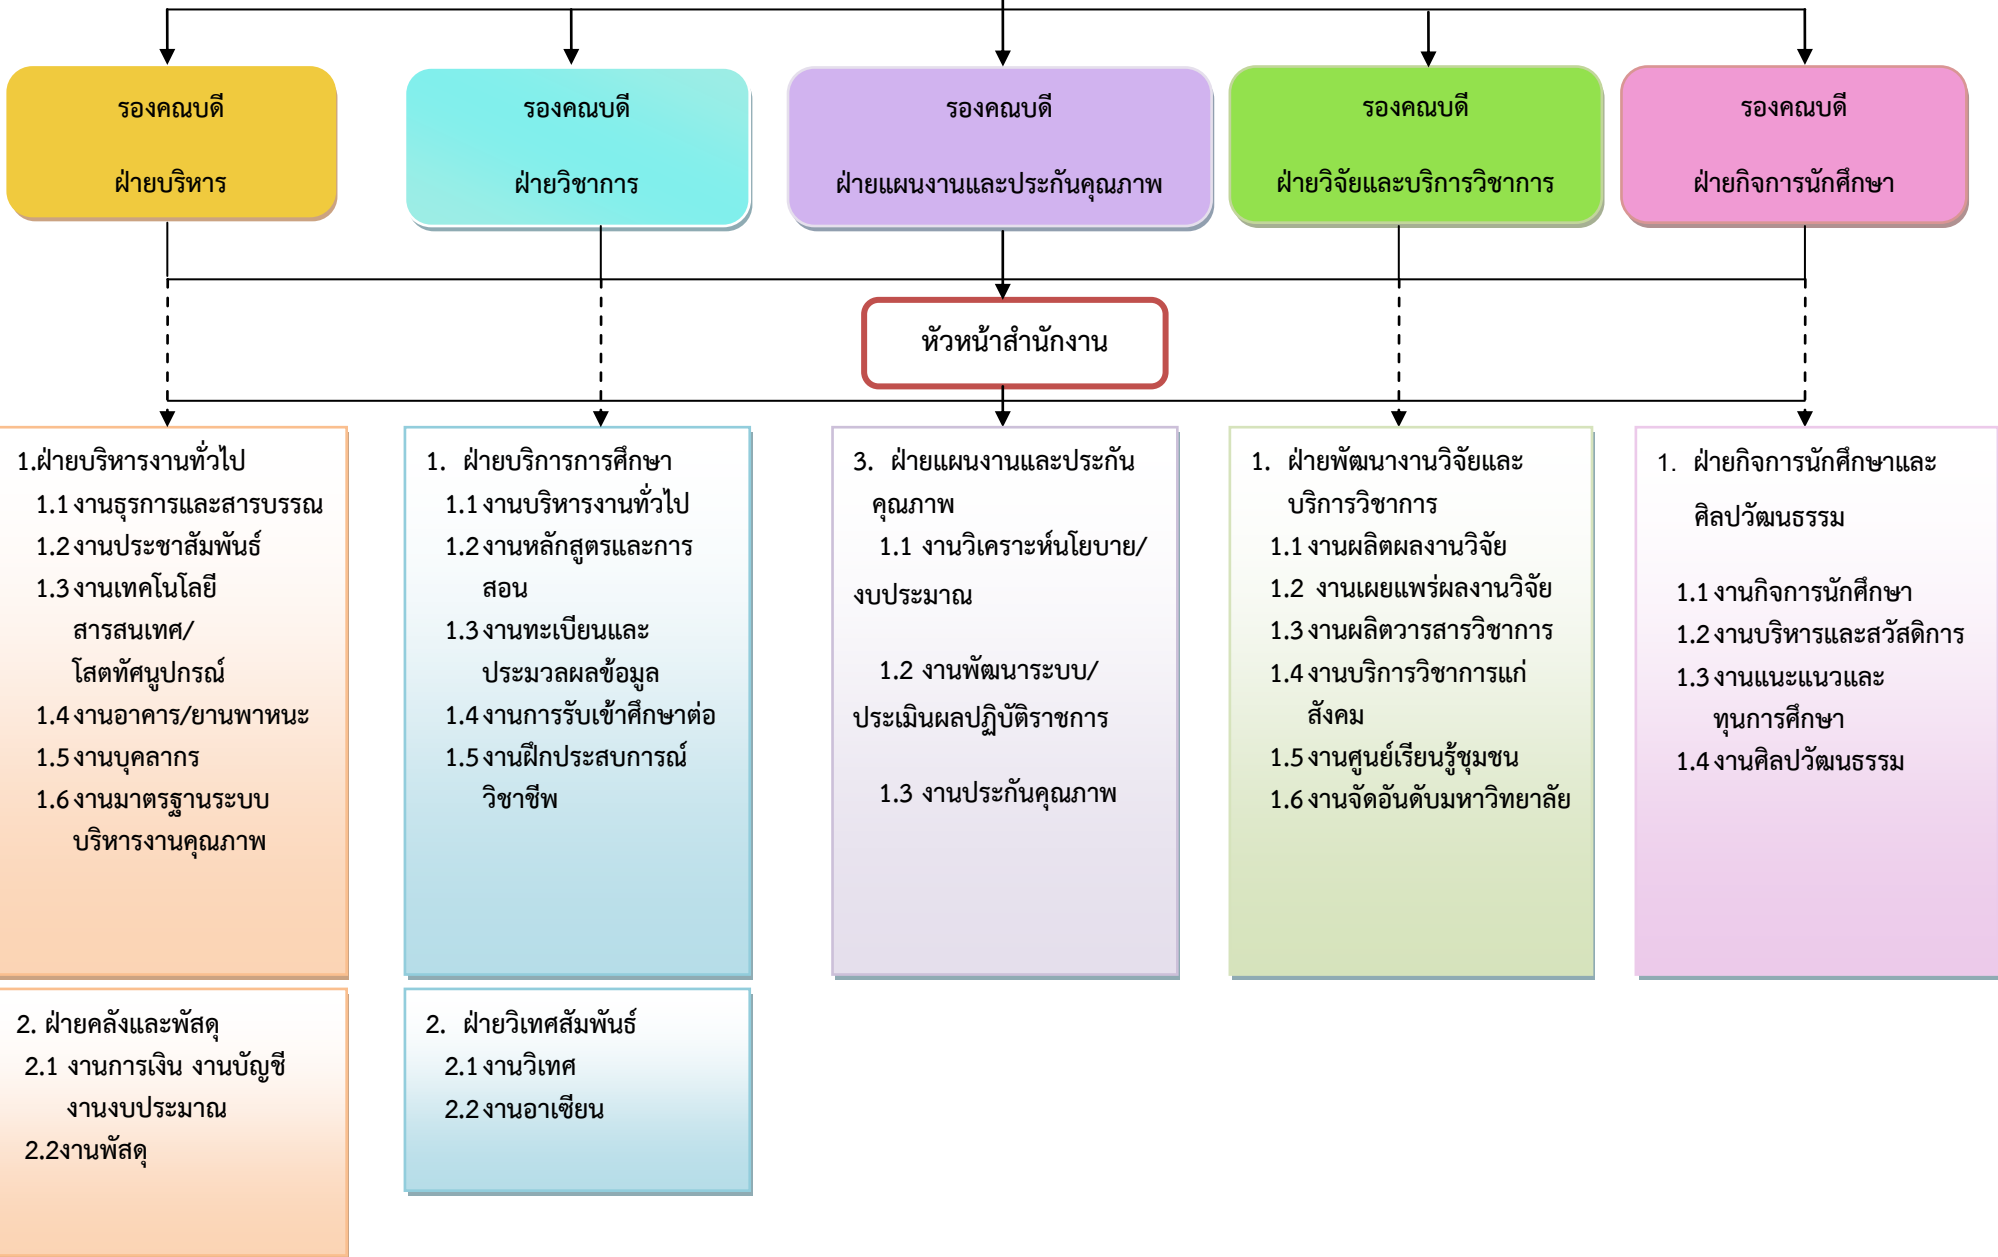 รองคณบดี
ฝ่ายบริหาร
รองคณบดี
ฝ่ายวิชาการ
รองคณบดี
ฝ่ายแผนงานและประกันคุณภาพ
รองคณบดี
ฝ่ายวิจัยและบริการวิชาการ
รองคณบดี
ฝ่ายกิจการนักศึกษา
หัวหน้าสำนักงาน
1.ฝ่ายบริหารงานทั่วไป
1.1 งานธุรการและสารบรรณ
1.2 งานประชาสัมพันธ์
1.3 งานเทคโนโลยี
สารสนเทศ/
โสตทัศนูปกรณ์
1.4 งานอาคาร/ยานพาหนะ
1.5 งานบุคลากร
1.6 งานมาตรฐานระบบ
บริหารงานคุณภาพ
2. ฝ่ายคลังและพัสดุ
2.1 งานการเงิน งานบัญชี
งานงบประมาณ
2.2งานพัสดุ
1. ฝ่ายบริการการศึกษา
1.1 งานบริหารงานทั่วไป
1.2 งานหลักสูตรและการ
สอน
1.3 งานทะเบียนและ
ประมวลผลข้อมูล
1.4 งานการรับเข้าศึกษาต่อ
1.5 งานฝึกประสบการณ์
วิชาชีพ
2. ฝ่ายวิเทศสัมพันธ์
2.1 งานวิเทศ
2.2 งานอาเซียน
3. ฝ่ายแผนงานและประกัน
คุณภาพ
1.1 งานวิเคราะห์นโยบาย/
งบประมาณ
1.2 งานพัฒนาระบบ/
ประเมินผลปฏิบัติราชการ
1.3 งานประกันคุณภาพ
1. ฝ่ายพัฒนางานวิจัยและ
บริการวิชาการ
1.1 งานผลิตผลงานวิจัย
1.2 งานเผยแพร่ผลงานวิจัย
1.3 งานผลิตวารสารวิชาการ
1.4 งานบริการวิชาการแก่
สังคม
1.5 งานศูนย์เรียนรู้ชุมชน
1.6 งานจัดอันดับมหาวิทยาลัย
1. ฝ่ายกิจการนักศึกษาและ
ศิลปวัฒนธรรม
1.1 งานกิจการนักศึกษา
1.2 งานบริหารและสวัสดิการ
1.3 งานแนะแนวและ
ทุนการศึกษา
1.4 งานศิลปวัฒนธรรม